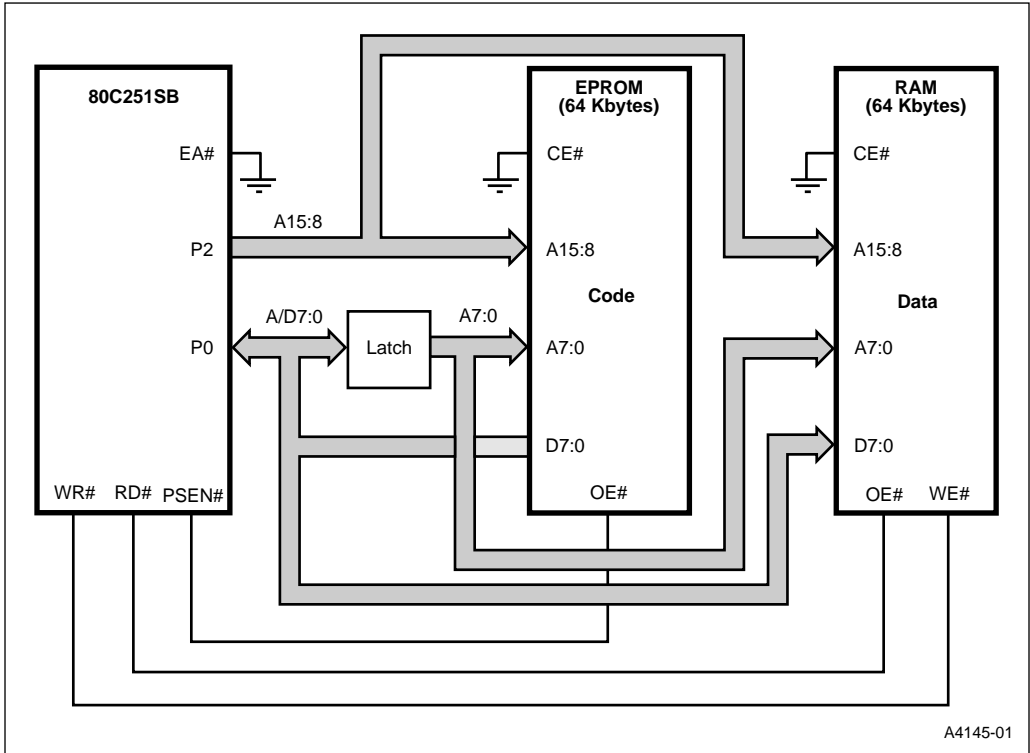 80C251SB
EA#
A15:8
P2
A/D7:0
P0
WR# RD# PSEN#
Latch
A7:0
EPROM
(64 Kbytes)
CE#
A15:8
Code
A7:0
D7:0
OE#
RAM
(64 Kbytes)
CE#
A15:8
Data
A7:0
D7:0
OE# WE#
A4145-01